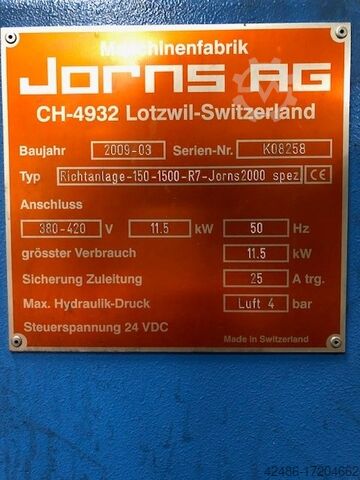 Maschinenfabrik
Jorns AG
CH-4932 Lotzwil-Switzerland
Baujahr 2009-03 Serien-Nr. K08258
Typ Richtanlage-150-1500-R7-Jorns2000 spez CE
Anschluss
380-420 V 11.5 kW 50 Hz
grösster Verbrauch 11.5 kW
Sicherung Zuleitung 25 A trg.
Max. Hydraulik-Druck Luft 4 bar
Steuerspannung 24 VDC
Made in Switzerland
42486-17204662